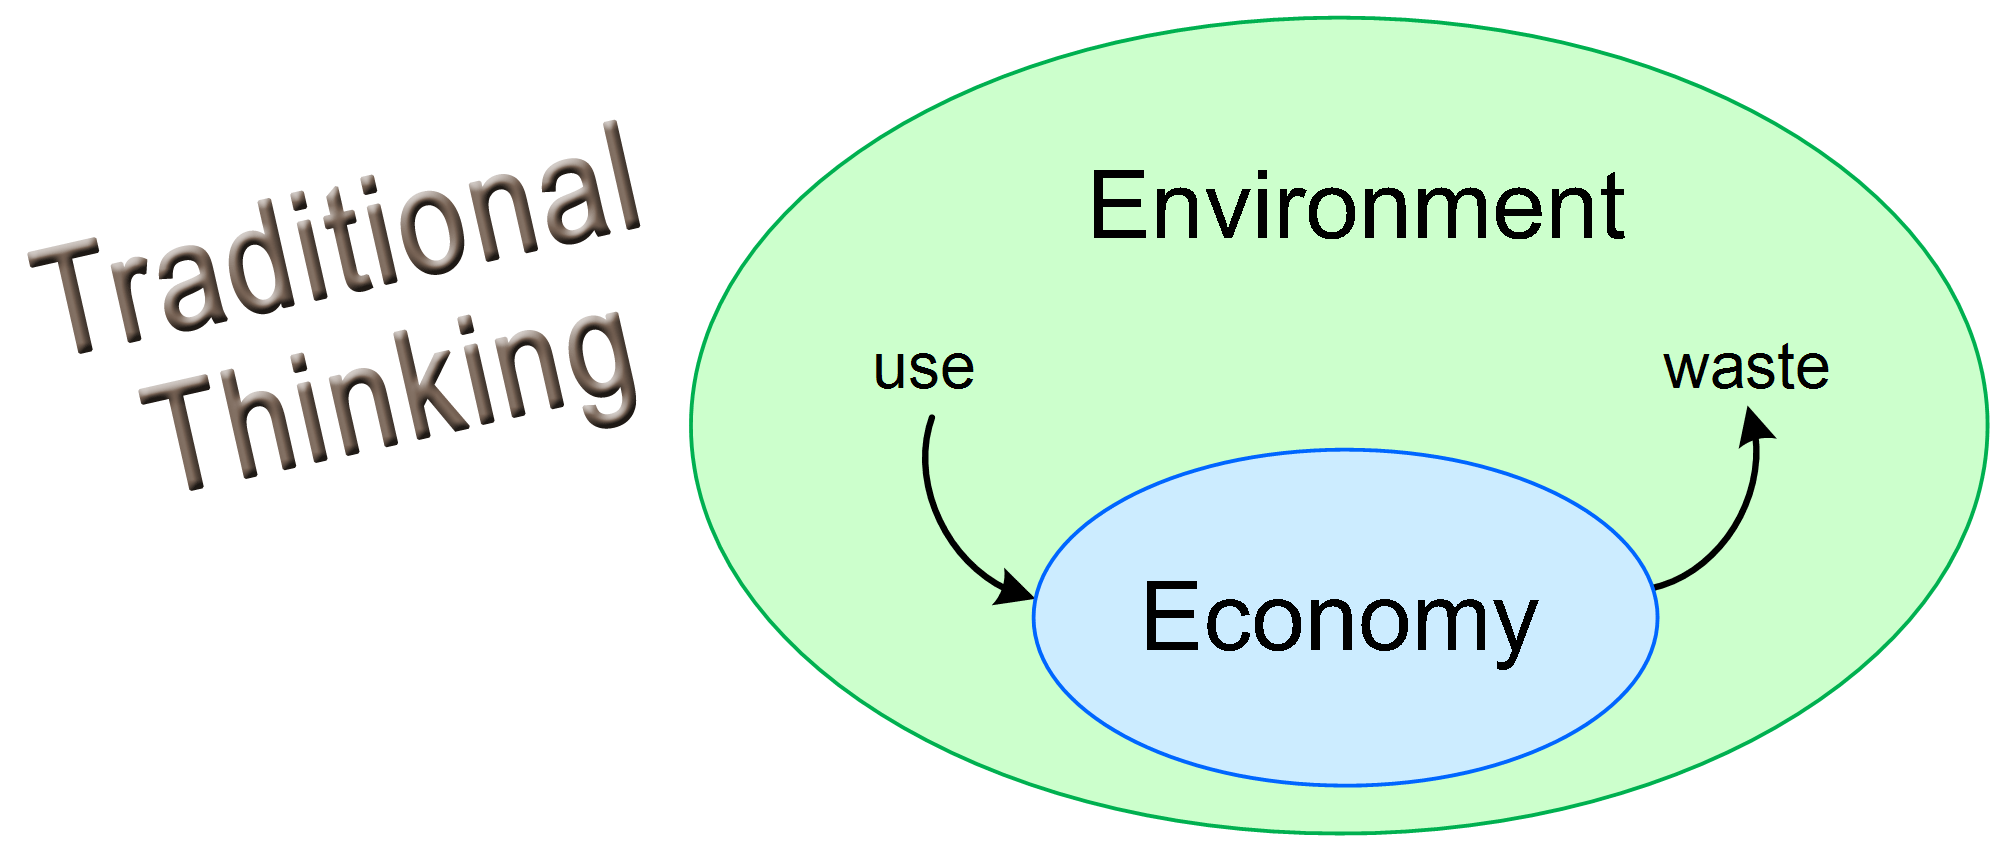 Traditional
Thinking
Environment
use
waste
Economy